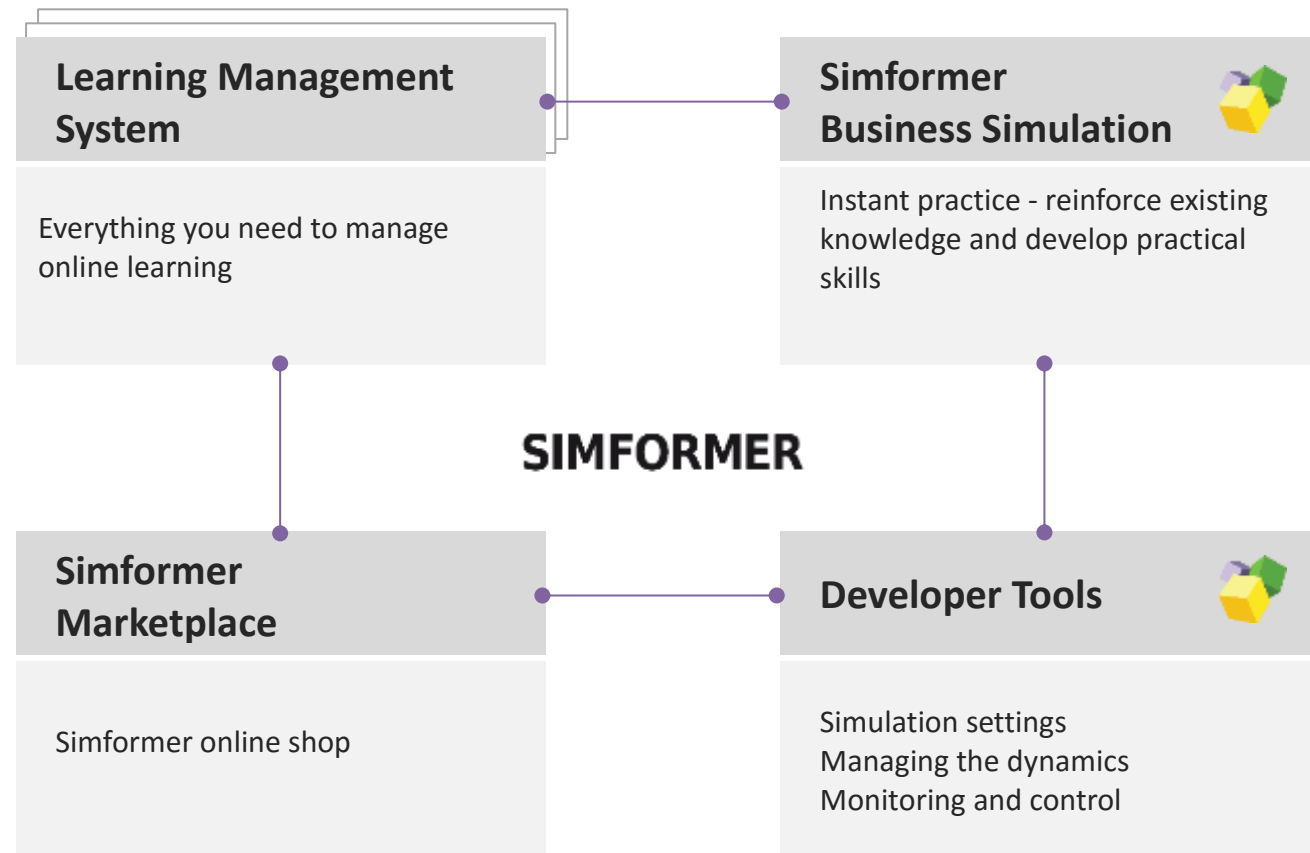 Learning Management
System
Everything you need to manage
online learning
Simformer
Business Simulation
Instant practice - reinforce existing
knowledge and develop practical
skills
SIMFORMER
Simformer
Marketplace
Simformer online shop
Developer Tools
Simulation settings
Managing the dynamics
Monitoring and control